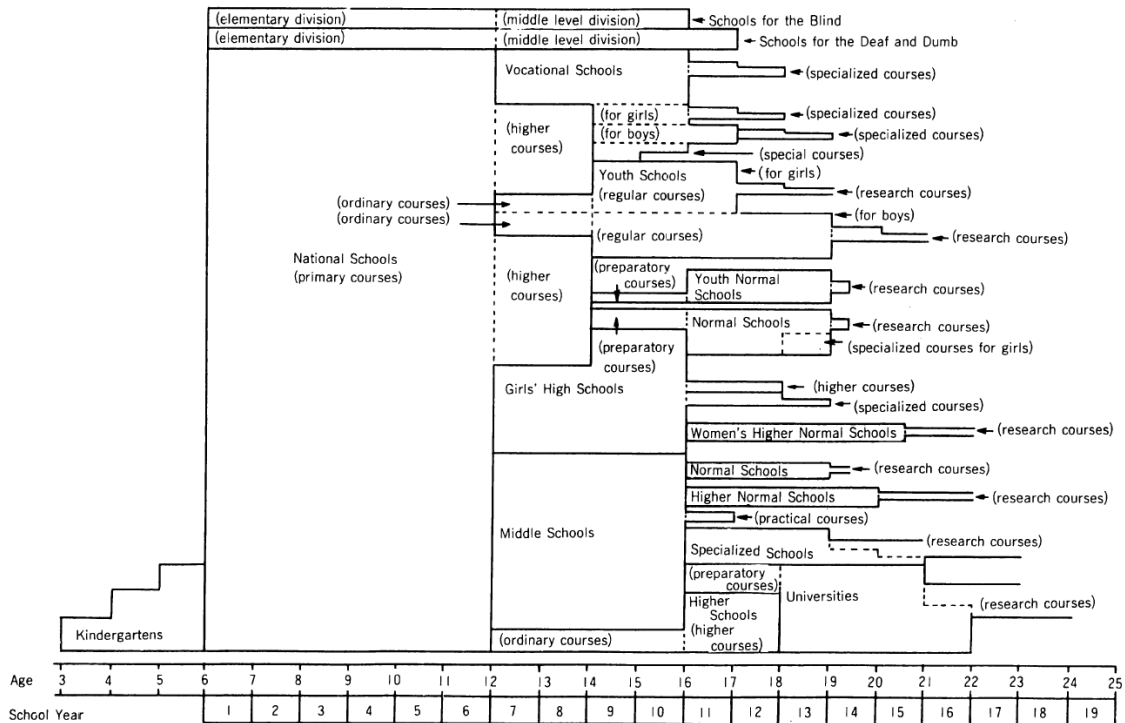 (elementary division) (middle level division) Schools for the Blind
(elementary division) (middle level division) Schools for the Deaf and Dumb
Vocational Schools
(specialized courses)
(for girls) (specialized courses)
(higher
courses)
(for boys) (specialized courses)
(special courses)
Youth Schools (for girls)
(regular courses) (research courses)
(ordinary courses)
(ordinary courses) (for boys)
(regular courses) (research courses)
National Schools
(primary courses)
(higher
courses)
(preparatory
courses)
Youth Normal
Schools
(research courses)
Normal Schools (research courses)
(preparatory
courses)
(specialized courses for girls)
Girls' High Schools (higher courses)
(specialized courses)
Women's Higher Normal Schools (research courses)
Normal Schools (research courses)
Higher Normal Schools (research courses)
(practical courses)
Middle Schools
Specialized Schools (research courses)
(preparatory
courses)
Universities
(research courses)
Higher
Schools
(higher
courses)
Kindergartens (ordinary courses)
Age 3 4 5 6 7 8 9 10 11 12 13 14 15 16 17 18 19 20 21 22 23 24 25
School Year 1 2 3 4 5 6 7 8 9 10 11 12 13 14 15 16 17 18 19